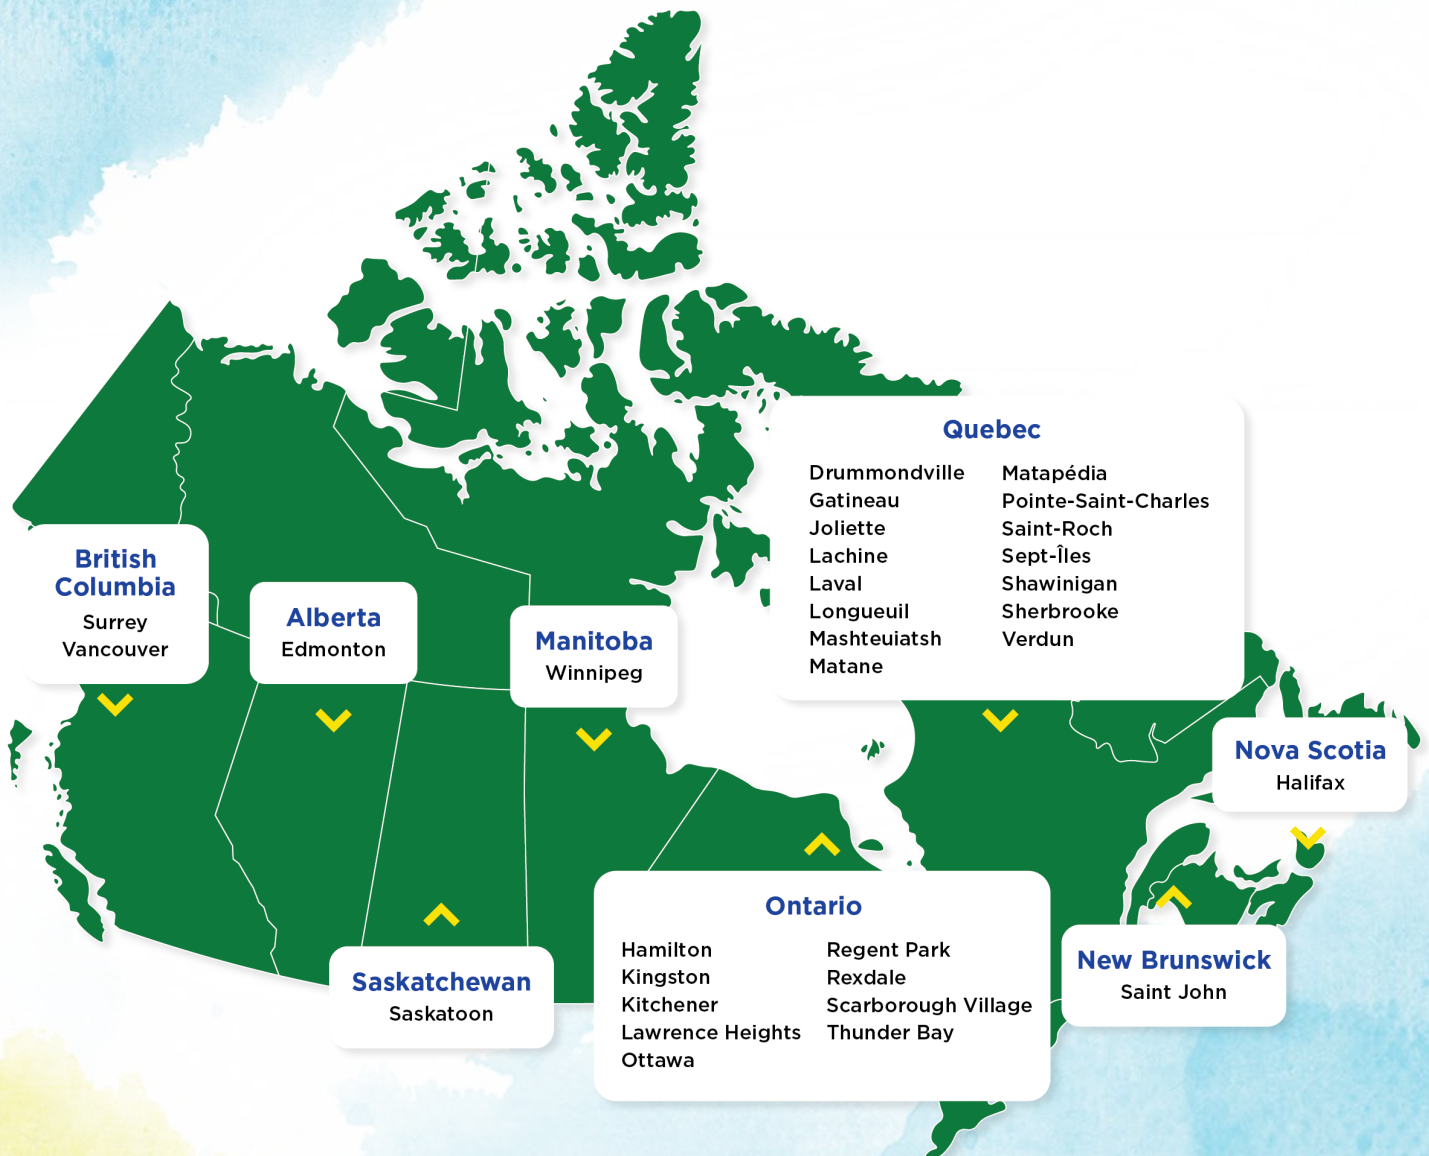 Quebec
Drummondville
Gatineau
Joliette
Lachine
Laval
Longueuil
Mashteuiatsh
Matane
Matapédia
Pointe-Saint-Charles
Saint-Roch
Sept-Îles
Shawinigan
Sherbrooke
Verdun
British
Columbia
Surrey
Vancouver
Alberta
Edmonton
Manitoba
Winnipeg
Nova Scotia
Halifax
Ontario
Hamilton
Kingston
Kitchener
Lawrence Heights
Ottawa
Regent Park
Rexdale
Scarborough Village
Thunder Bay
Saskatchewan
Saskatoon
New Brunswick
Saint John